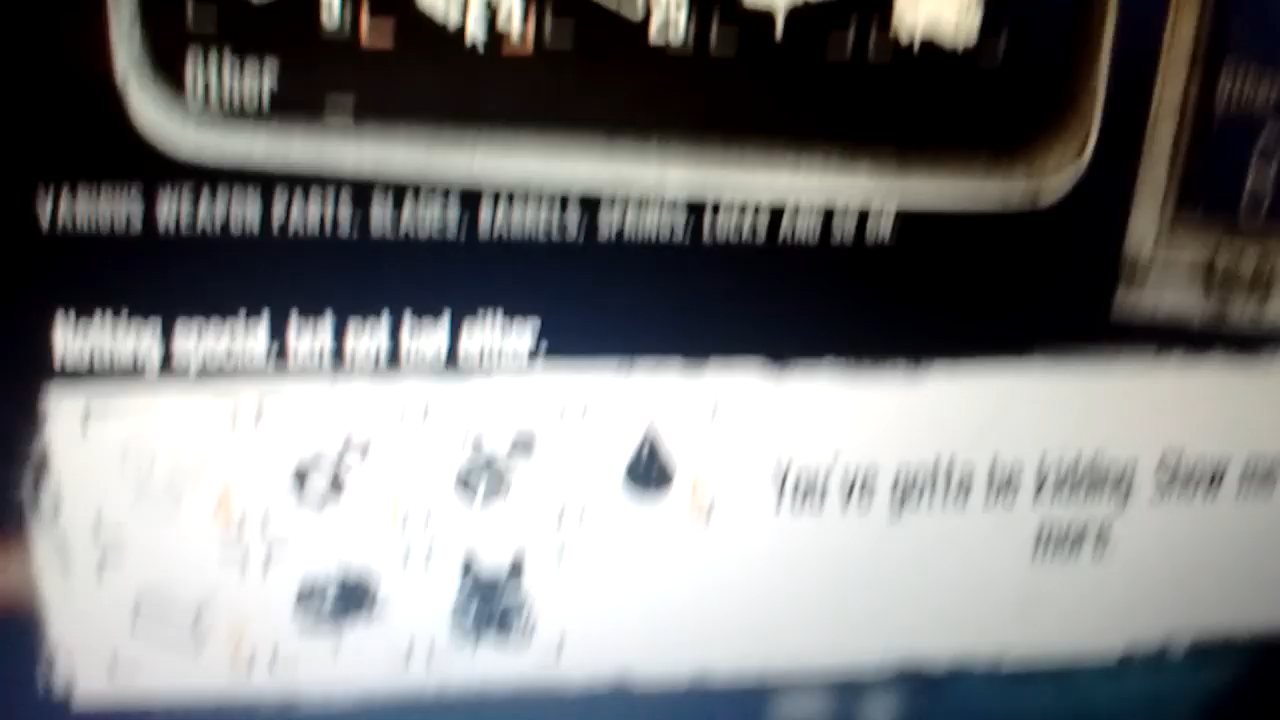 Other
VARIOUS WEAPON PARTS, BLADES, BARRELS, SPRINGS, LOCKS AND SO ON
Nothing special, but not bad either.
You've gotta be kidding Show me